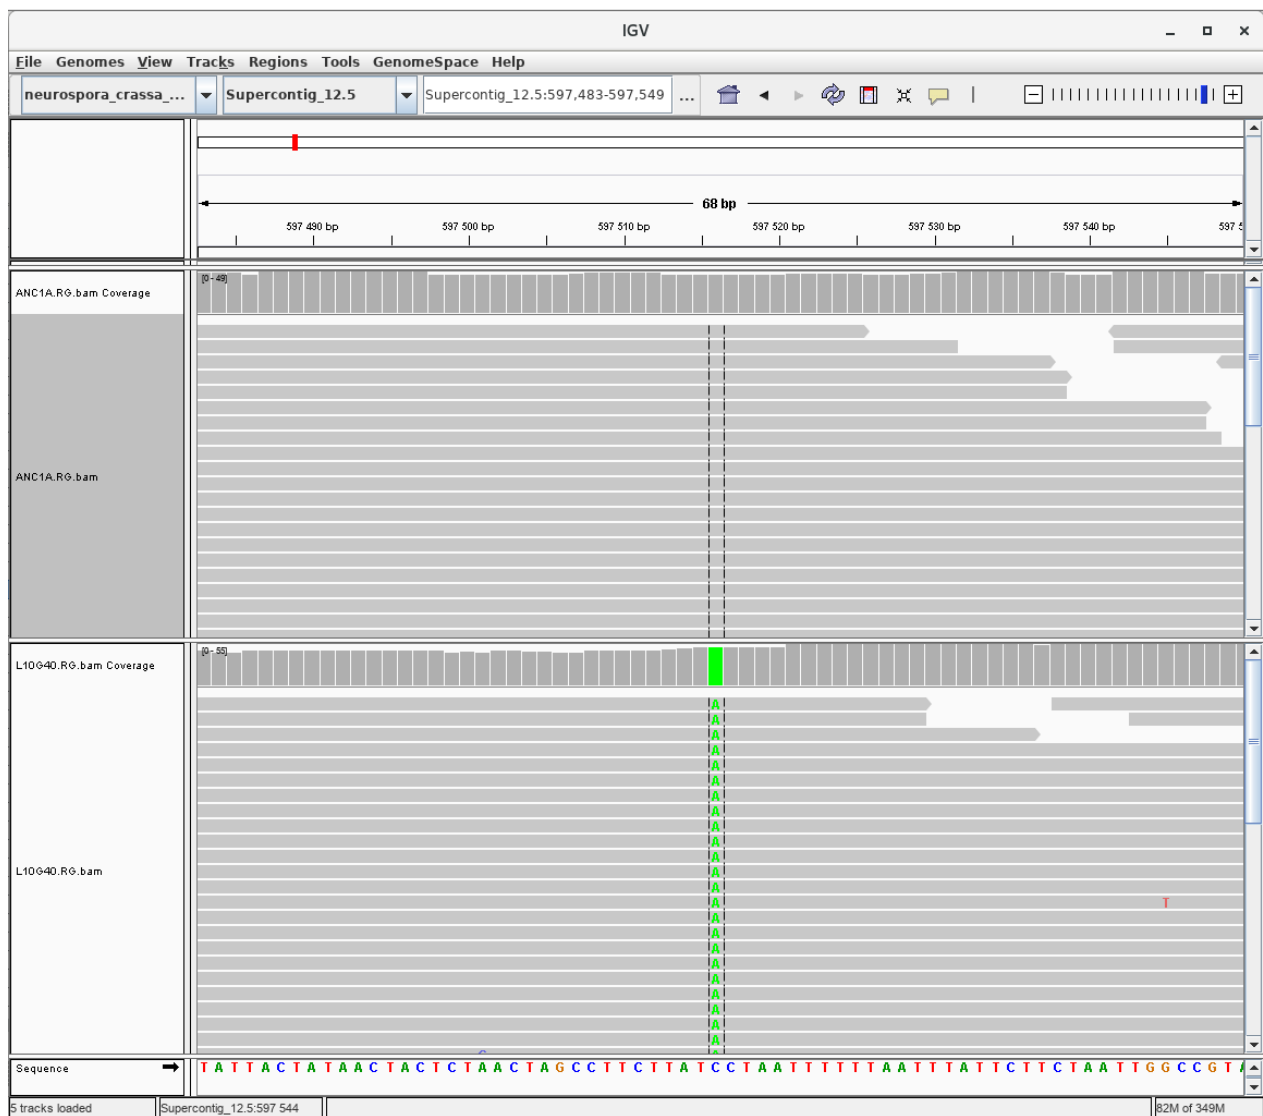 IGV
File Genomes View Tracks Regions Tools GenomeSpace Help
neurospora_crassa_... Supercontig_12.5 Supercontig_12.5:597,483-597,549 ...
68 bp
597 490 bp 597 500 bp 597 510 bp 597 520 bp 597 530 bp 597 540 bp 597 5
[0 - 49]
ANC1A.RG.bam Coverage
ANC1A.RG.bam
[0 - 55]
L10G40.RG.bam Coverage
A
A
A
A
A
A
A
A
A
A
A
A
L10G40.RG.bam
A
A T
A
A
A
A
A
A
A
A
A
Sequence T A T T A C T A T A A C T A C T C T A A C T A G C C T T C T T A T C C T A A T T T T T T A A T T T A T T C T T C T A A T T G G C C G T A
5 tracks loaded Supercontig_12.5:597 544 82M of 349M